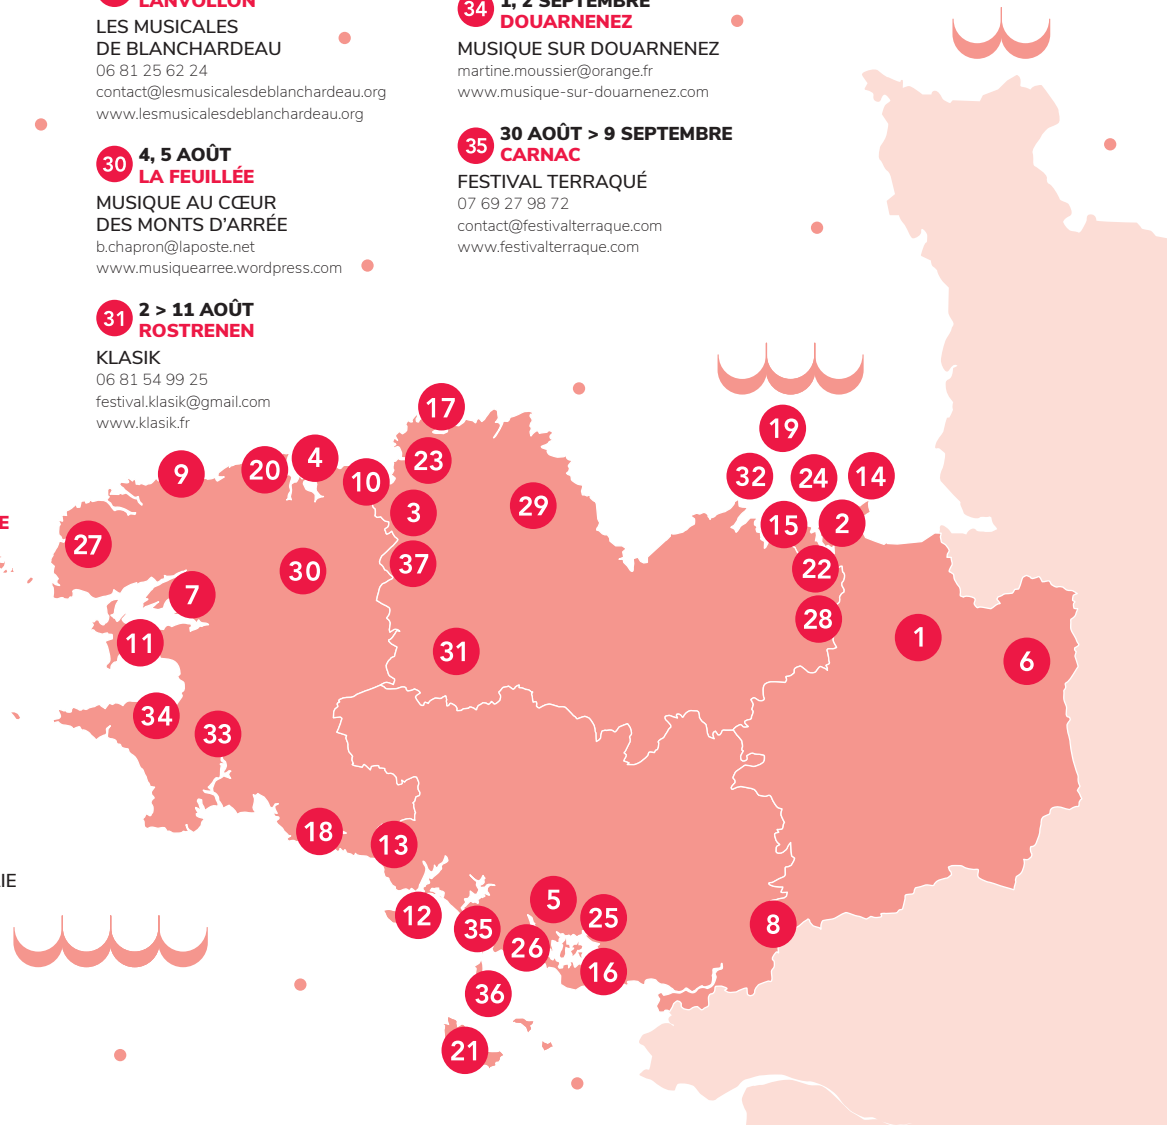 LANVOLLON
LES MUSICALES
DE BLANCHARDEAU
06 81 25 62 24
contact@lesmusicalesdeblanchardeau.org
www.lesmusicalesdeblanchardeau.org
30 4, 5 AOÛT
LA FEUILLÉE
MUSIQUE AU CŒUR
DES MONTS D’ARRÉE
b.chapron@laposte.net
www.musiquearree.wordpress.com
31 2 > 11 AOÛT
ROSTRENEN
KLASIK
06 81 54 99 25
festival.klasik@gmail.com
www.klasik.fr
34 1, 2 SEPTEMBRE
DOUARNENEZ
MUSIQUE SUR DOUARNENEZ
martine.moussier@orange.fr
www.musique-sur-douarnenez.com
35 30 AOÛT > 9 SEPTEMBRE
CARNAC
FESTIVAL TERRAQUÉ
07 69 27 98 72
contact@festivalterraque.com
www.festivalterraque.com
17
19
9
20
4
10
23
32
24
14
3
29
15
2
27
30
37
22
7
28
11
31
1
6
34
33
18
13
12
35
5
25
26
8
16
36
21
E
IE